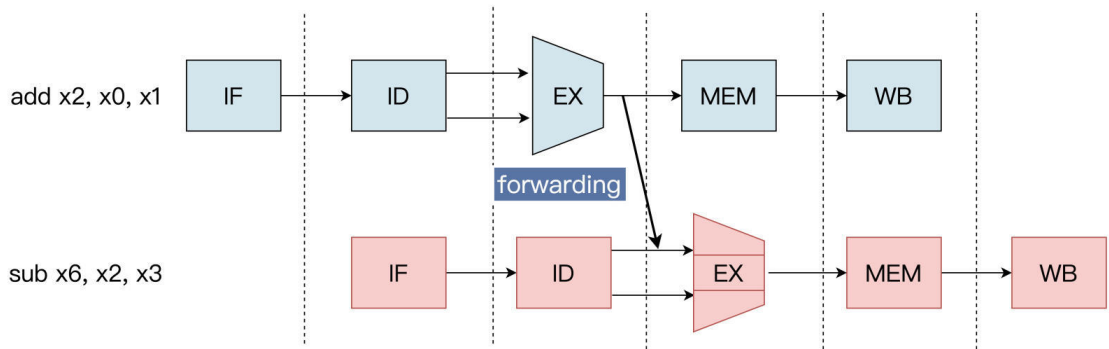 add x2, x0, x1
IF
ID
EX
MEM
WB
forwarding
sub x6, x2, x3
IF
ID
EX
MEM
WB